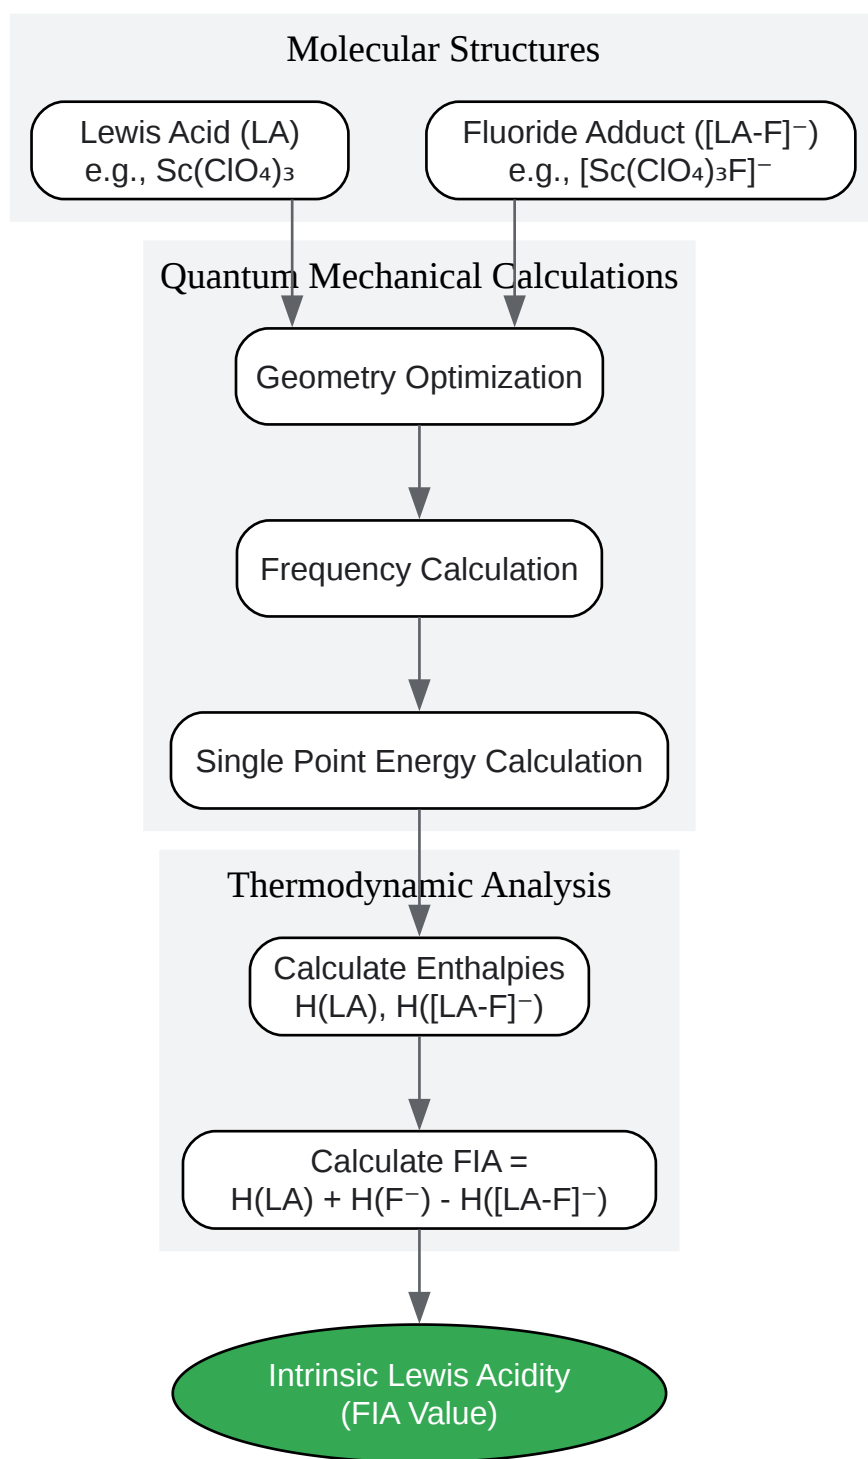 Molecular Structures
Lewis Acid (LA)
e.g., Sc(ClO₄)₃
Fluoride Adduct ([LA-F]⁻)
e.g., [Sc(ClO₄)₃F]⁻
Quantum Mechanical Calculations
Geometry Optimization
Frequency Calculation
Single Point Energy Calculation
Thermodynamic Analysis
Calculate Enthalpies
H(LA), H([LA-F]⁻)
Calculate FIA =
H(LA) + H(F⁻) - H([LA-F]⁻)
Intrinsic Lewis Acidity
(FIA Value)